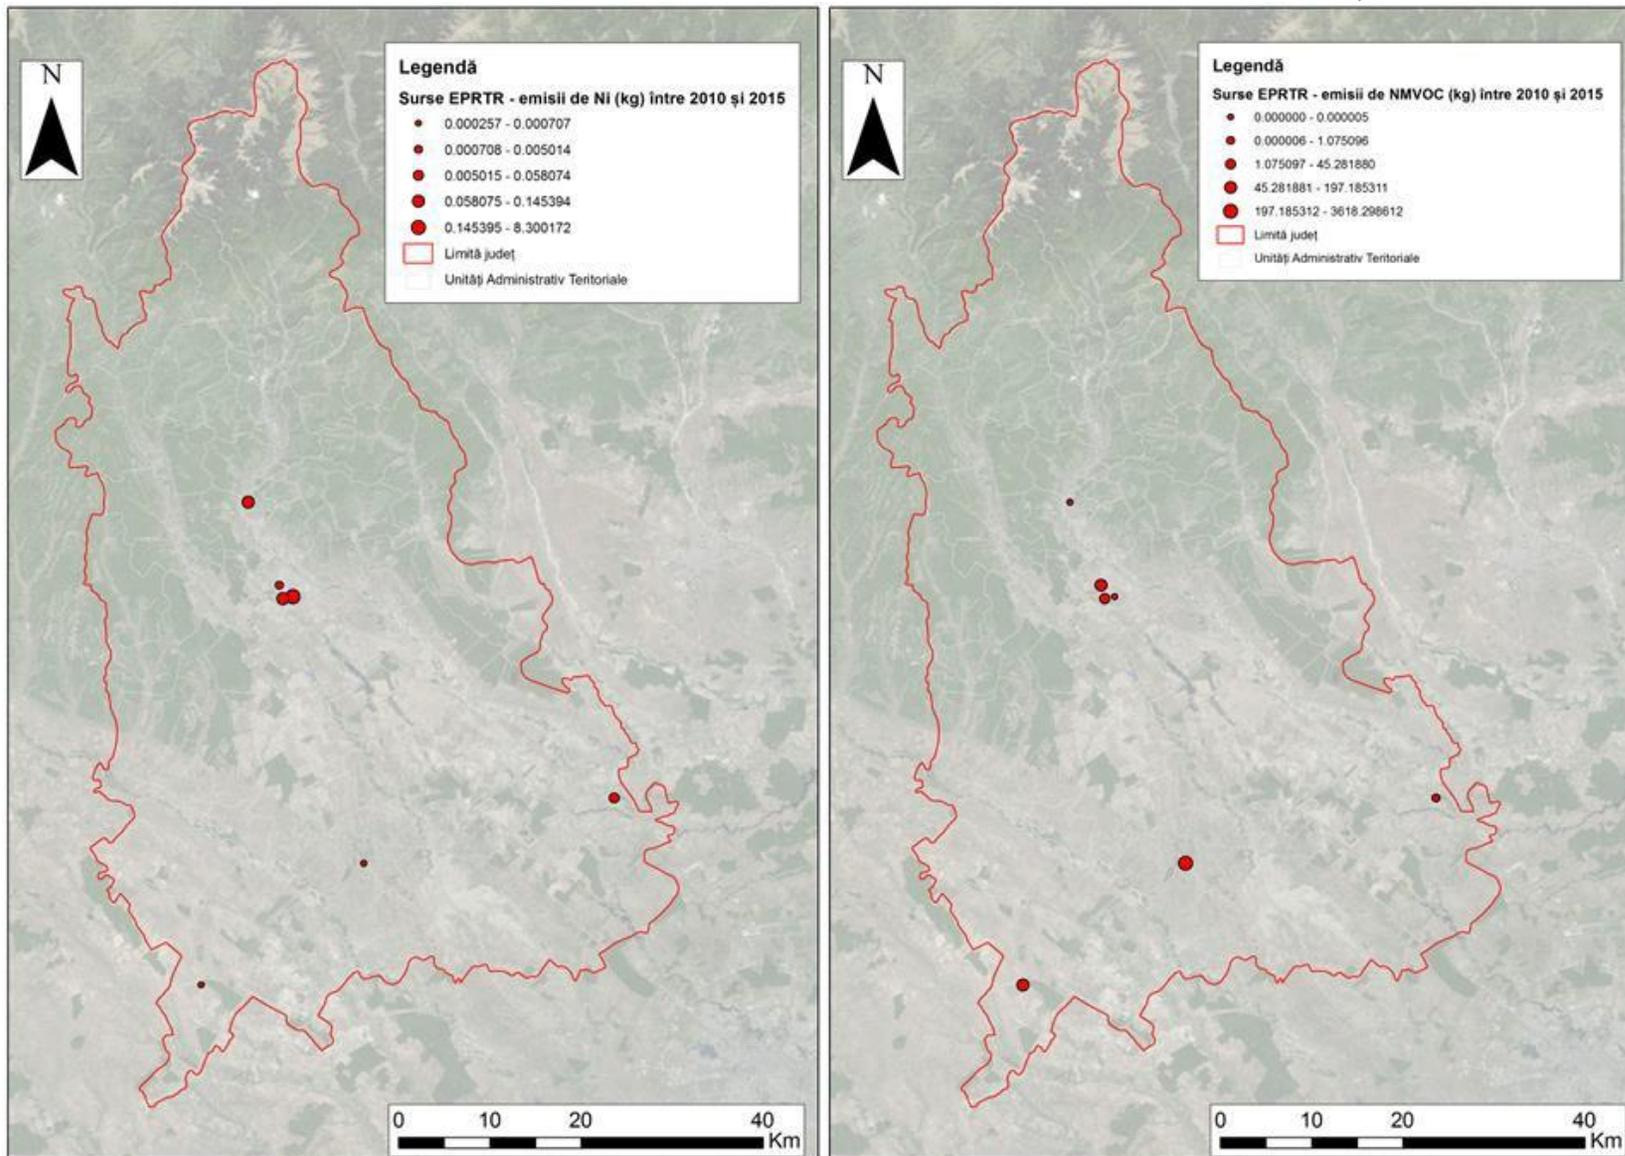 N
Legendă
Surse EPRTR - emisii de Ni (kg) între 2010 și 2015
0.000257 - 0.000707
0.000708 - 0.005014
0.005015 - 0.058074
0.058075 - 0.145394
0.145395 - 8.300172
Limită județ
Unități Administrativ Teritoriale
0 10 20 40
Km
N
Legendă
Surse EPRTR - emisii de NMVOC (kg) între 2010 și 2015
0.000000 - 0.000005
0.000006 - 1.075096
1.075097 - 45.281880
45.281881 - 197.185311
197.185312 - 3618.298612
Limită județ
Unități Administrativ Teritoriale
0 10 20 40
Km